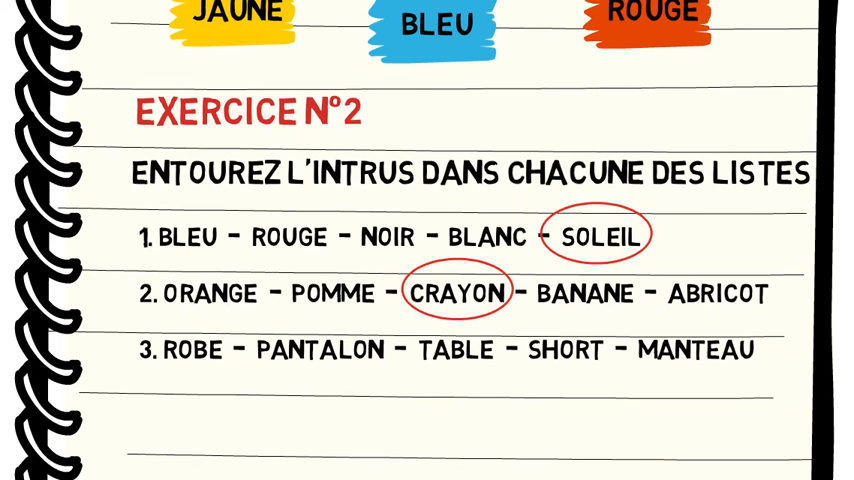 JAUNE BLEU ROUGE
EXERCICE N°2
ENTOUREZ L'INTRUS DANS CHACUNE DES LISTES
1. BLEU - ROUGE - NOIR - BLANC - SOLEIL
2. ORANGE - POMME - CRAYON - BANANE - ABRICOT
3. ROBE - PANTALON - TABLE - SHORT - MANTEAU